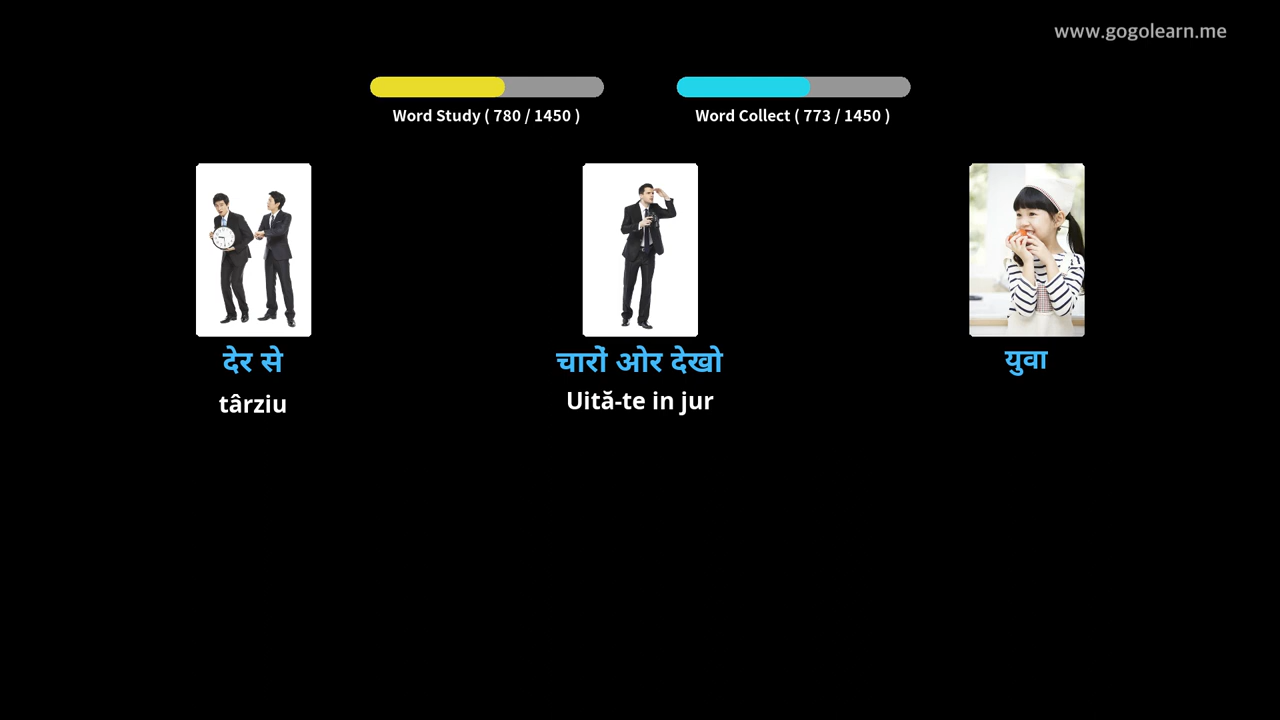 www.gogolearn.me
Word Study ( 780 / 1450 )
Word Collect ( 773 / 1450 )
देर से
târziu
चारों ओर देखो
Uită-te in jur
युवा